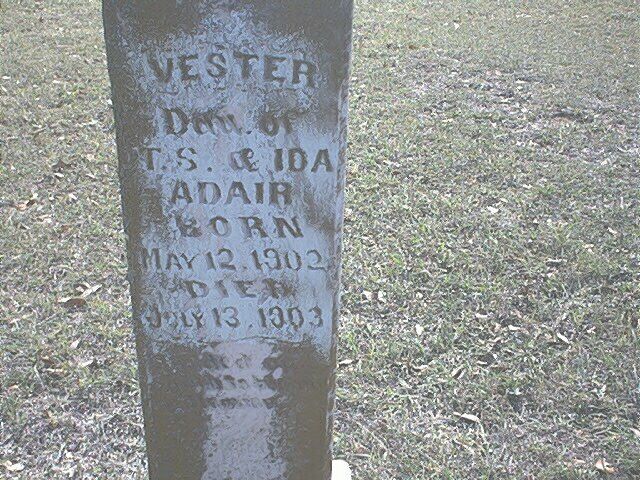 VESTER
Dau. of
T.S. & IDA
ADAIR
BORN
MAY 12, 1902
DIED
JULY 13, 1903